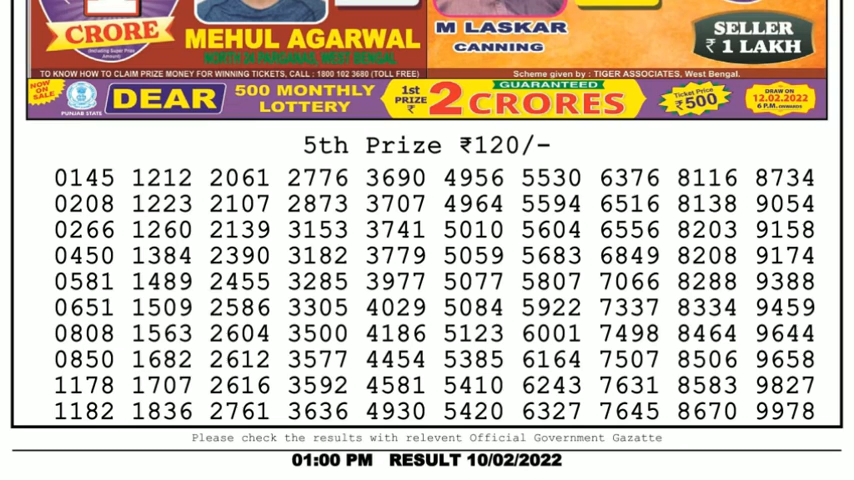 1
CRORE
(Including Super Prize Amount)
MEHUL AGARWAL
NORTH 24 PARGANAS, WEST BENGAL
M LASKAR
CANNING
SELLER
₹ 1 LAKH
TO KNOW HOW TO CLAIM PRIZE MONEY FOR WINNING TICKETS, CALL : 1800 102 3680 (TOLL FREE)
Scheme given by : TIGER ASSOCIATES, West Bengal.
NOW ON SALE
PUNJAB STATE
DEAR
500 MONTHLY
LOTTERY
1st
PRIZE
₹
2 CRORES
GUARANTEED
Ticket Price
₹500
DRAW ON
12.02.2022
6 P.M. ONWARDS
5th Prize ₹120/-
0145 1212 2061 2776 3690 4956 5530 6376 8116 8734
0208 1223 2107 2873 3707 4964 5594 6516 8138 9054
0266 1260 2139 3153 3741 5010 5604 6556 8203 9158
0450 1384 2390 3182 3779 5059 5683 6849 8208 9174
0581 1489 2455 3285 3977 5077 5807 7066 8288 9388
0651 1509 2586 3305 4029 5084 5922 7337 8334 9459
0808 1563 2604 3500 4186 5123 6001 7498 8464 9644
0850 1682 2612 3577 4454 5385 6164 7507 8506 9658
1178 1707 2616 3592 4581 5410 6243 7631 8583 9827
1182 1836 2761 3636 4930 5420 6327 7645 8670 9978
Please check the results with relevent Official Government Gazatte
01:00 PM RESULT 10/02/2022